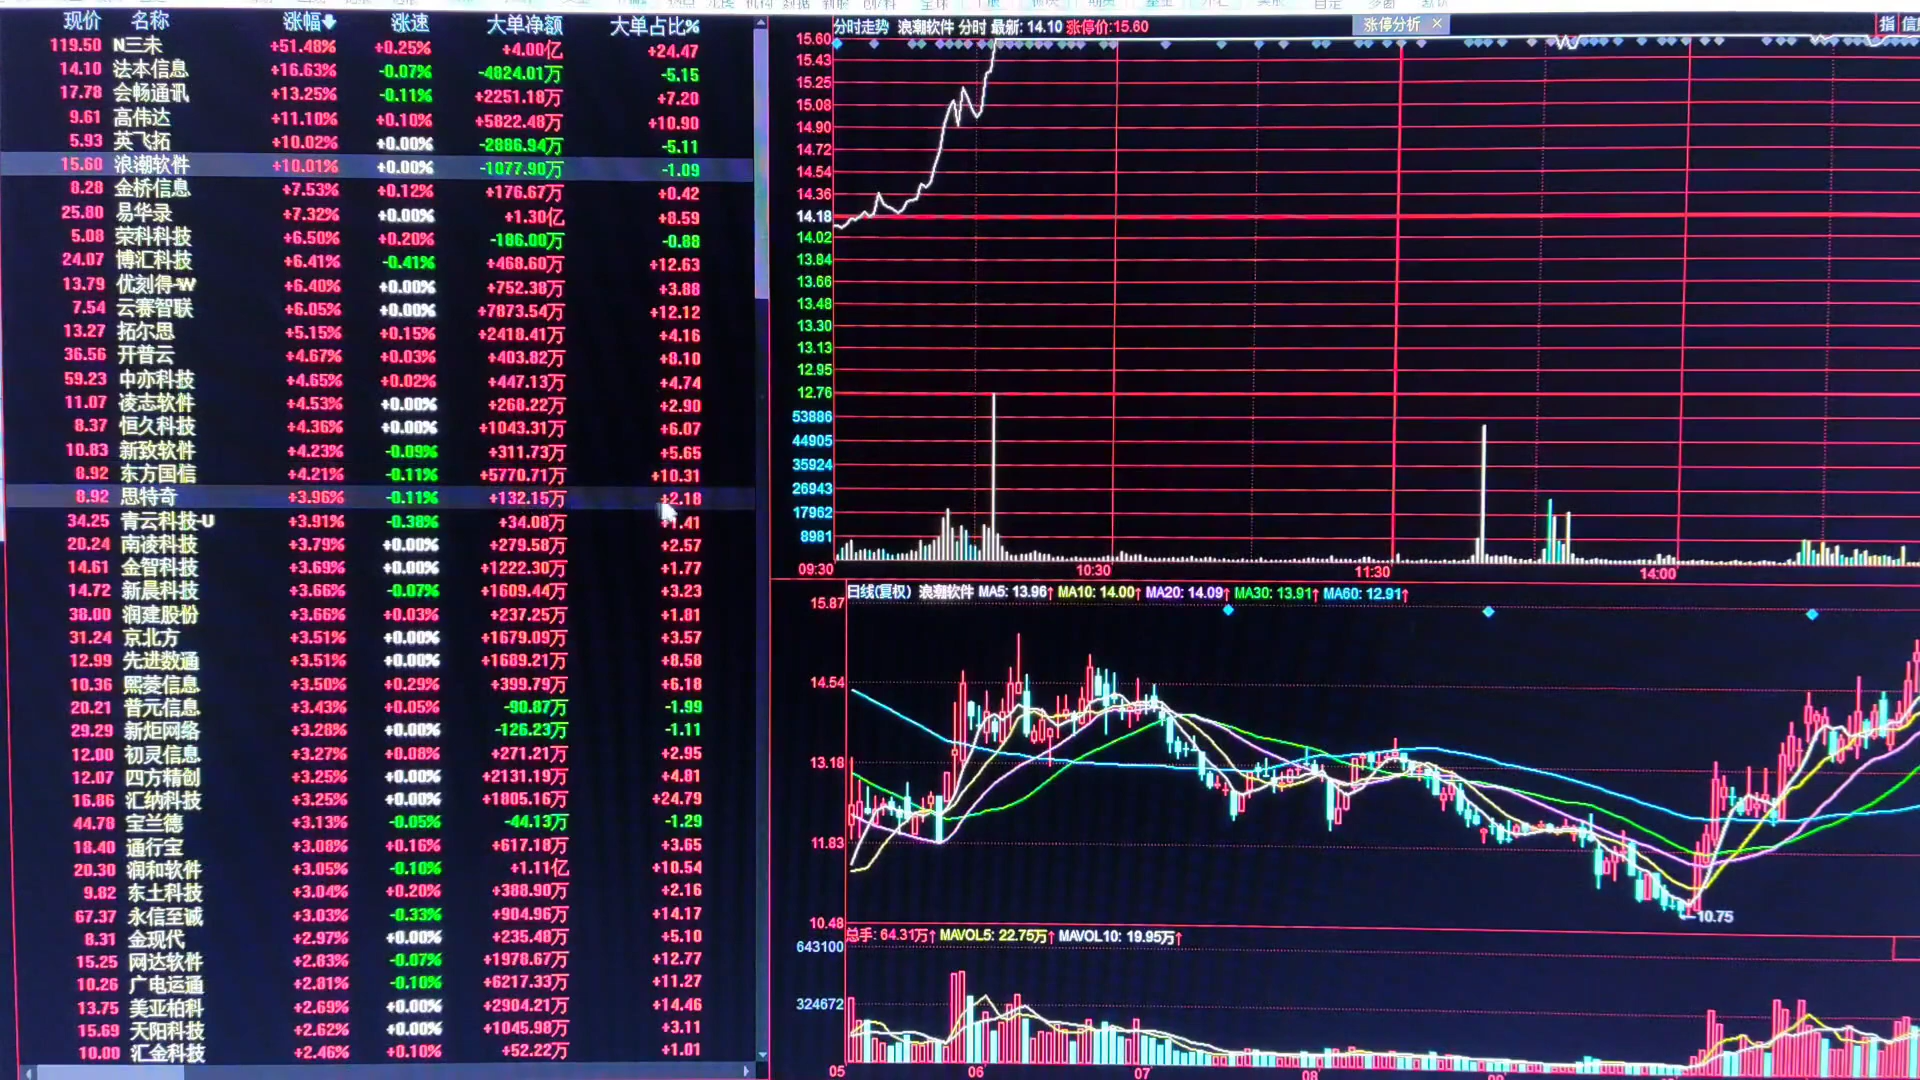 现价 名称 涨幅 涨速 大单净额 大单占比%
119.50 N三未 +51.48% +0.25% +4.00亿 +24.47
14.10 法本信息 +16.63% -0.07% -4824.01万 -5.15
17.78 会畅通讯 +13.25% -0.11% +2251.18万 +7.20
9.61 高伟达 +11.10% +0.10% +5822.48万 +10.90
5.93 英飞拓 +10.02% +0.00% -2886.94万 -5.11
15.60 浪潮软件 +10.01% +0.00% -1077.90万 -1.09
8.28 金桥信息 +7.53% +0.12% +176.67万 +0.42
25.80 易华录 +7.32% +0.00% +1.30亿 +8.59
5.08 荣科科技 +6.50% +0.20% -186.00万 -0.88
24.07 博汇科技 +6.41% -0.41% +468.60万 +12.63
13.79 优刻得-W +6.40% +0.00% +752.38万 +3.88
7.54 云赛智联 +6.05% +0.00% +7873.54万 +12.12
13.27 拓尔思 +5.15% +0.15% +2418.41万 +4.16
36.56 开普云 +4.67% +0.03% +403.82万 +8.10
59.23 中亦科技 +4.65% +0.02% +447.13万 +4.74
11.07 凌志软件 +4.53% +0.00% +268.22万 +2.90
8.37 恒久科技 +4.36% +0.00% +1043.31万 +6.07
10.83 新致软件 +4.23% -0.09% +311.73万 +5.65
8.92 东方国信 +4.21% -0.11% +5770.71万 +10.31
8.92 思特奇 +3.96% -0.11% +132.15万 +2.18
34.25 青云科技-U +3.91% -0.38% +34.08万 +1.41
20.24 南凌科技 +3.79% +0.00% +279.58万 +2.57
14.61 金智科技 +3.69% +0.00% +1222.30万 +1.77
14.72 新晨科技 +3.66% -0.07% +1609.44万 +3.23
38.00 润建股份 +3.66% +0.03% +237.25万 +1.81
31.24 京北方 +3.51% +0.00% +1679.09万 +3.57
12.99 先进数通 +3.51% +0.00% +1689.21万 +8.58
10.36 熙菱信息 +3.50% +0.29% +399.79万 +6.18
20.21 普元信息 +3.43% +0.05% -90.87万 -1.99
29.29 新炬网络 +3.28% +0.00% -126.23万 -1.11
12.00 初灵信息 +3.27% +0.08% +271.21万 +2.95
12.07 四方精创 +3.25% +0.00% +2131.19万 +4.81
16.86 汇纳科技 +3.25% +0.00% +1805.16万 +24.79
44.78 宝兰德 +3.13% -0.05% -44.13万 -1.29
18.40 通行宝 +3.08% +0.16% +617.18万 +3.65
20.30 润和软件 +3.05% -0.10% +1.11亿 +10.54
9.82 东土科技 +3.04% +0.20% +388.90万 +2.16
67.37 永信至诚 +3.03% -0.33% +904.96万 +14.17
8.31 金现代 +2.97% +0.00% +235.48万 +5.10
15.25 网达软件 +2.83% -0.07% +1978.67万 +12.77
10.26 广电运通 +2.81% -0.10% +6217.33万 +11.27
13.75 美亚柏科 +2.69% +0.00% +2904.21万 +14.46
15.69 天阳科技 +2.62% +0.00% +1045.98万 +3.11
10.00 汇金科技 +2.46% +0.10% +52.22万 +1.01
分时走势 浪潮软件 分时 最新: 14.10 涨停价:15.60
涨停分析 ×
指
15.60
15.43
15.25
15.08
14.90
14.72
14.54
14.36
14.18
14.02
13.84
13.66
13.48
13.30
13.13
12.95
12.76
53886
44905
35924
26943
17962
8981
09:30 10:30 11:30 14:00
日线(复权) 浪潮软件 MA5: 13.96↑ MA10: 14.00↑ MA20: 14.09↑ MA30: 13.91↑ MA60: 12.91↑
15.87
14.54
13.18
11.83
10.48
←10.75
总手: 64.31万↑ MAVOL5: 22.75万↑ MAVOL10: 19.95万↑
643100
324672
05 06 07 08